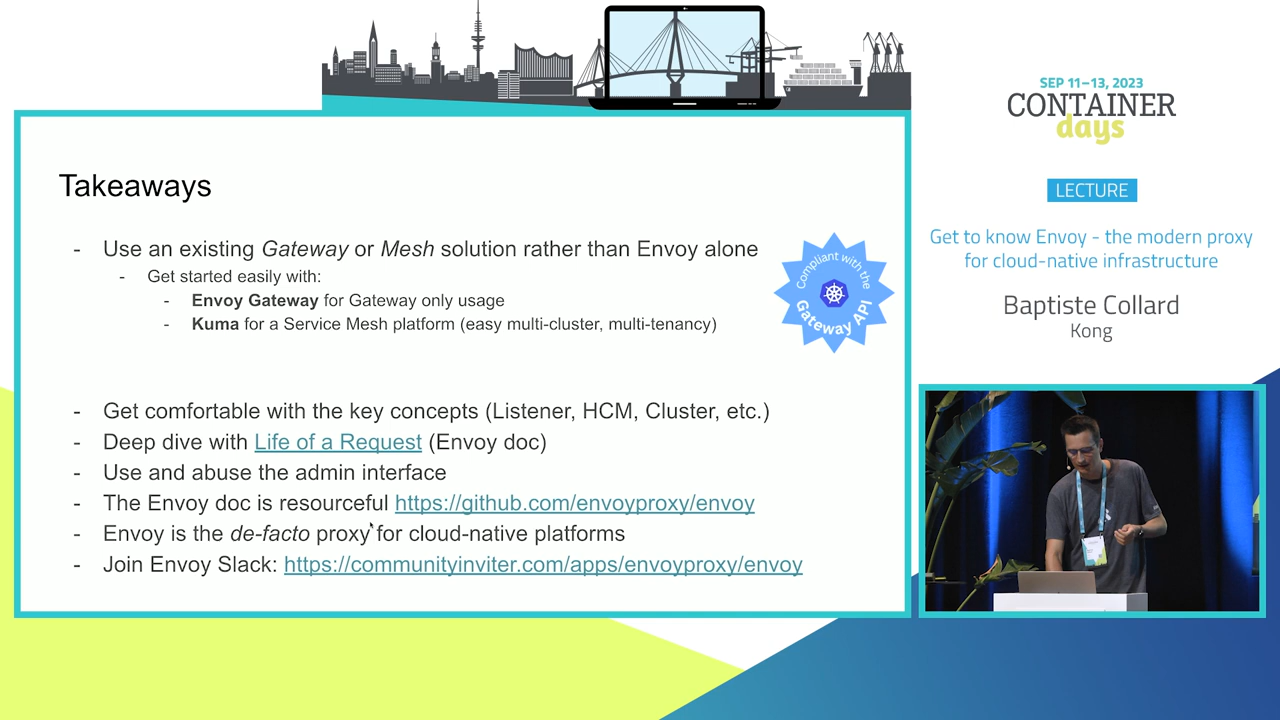 SEP 11–13, 2023
CONTAINER
days
LECTURE
Get to know Envoy - the modern proxy
for cloud-native infrastructure
Baptiste Collard
Kong
Takeaways
- Use an existing Gateway or Mesh solution rather than Envoy alone
- Get started easily with:
- Envoy Gateway for Gateway only usage
- Kuma for a Service Mesh platform (easy multi-cluster, multi-tenancy)
Compliant with the
Gateway API
- Get comfortable with the key concepts (Listener, HCM, Cluster, etc.)
- Deep dive with Life of a Request (Envoy doc)
- Use and abuse the admin interface
- The Envoy doc is resourceful https://github.com/envoyproxy/envoy
- Envoy is the de-facto proxy for cloud-native platforms
- Join Envoy Slack: https://communityinviter.com/apps/envoyproxy/envoy